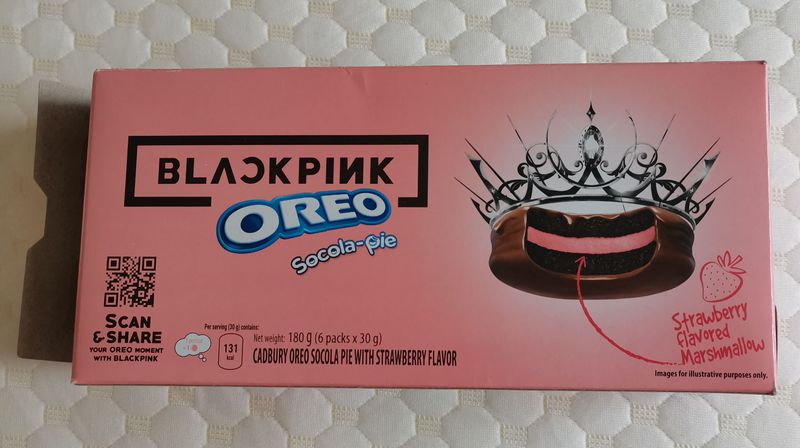 BLACKPINK
OREO
Socola-pie
SCAN
& SHARE
YOUR OREO MOMENT
WITH BLACKPINK
Per serving (30 g) contains:
131
kcal
Net weight: 180 g (6 packs x 30 g)
CADBURY OREO SOCOLA PIE WITH STRAWBERRY FLAVOR
Strawberry
flavored
Marshmallow
Images for illustrative purposes only.